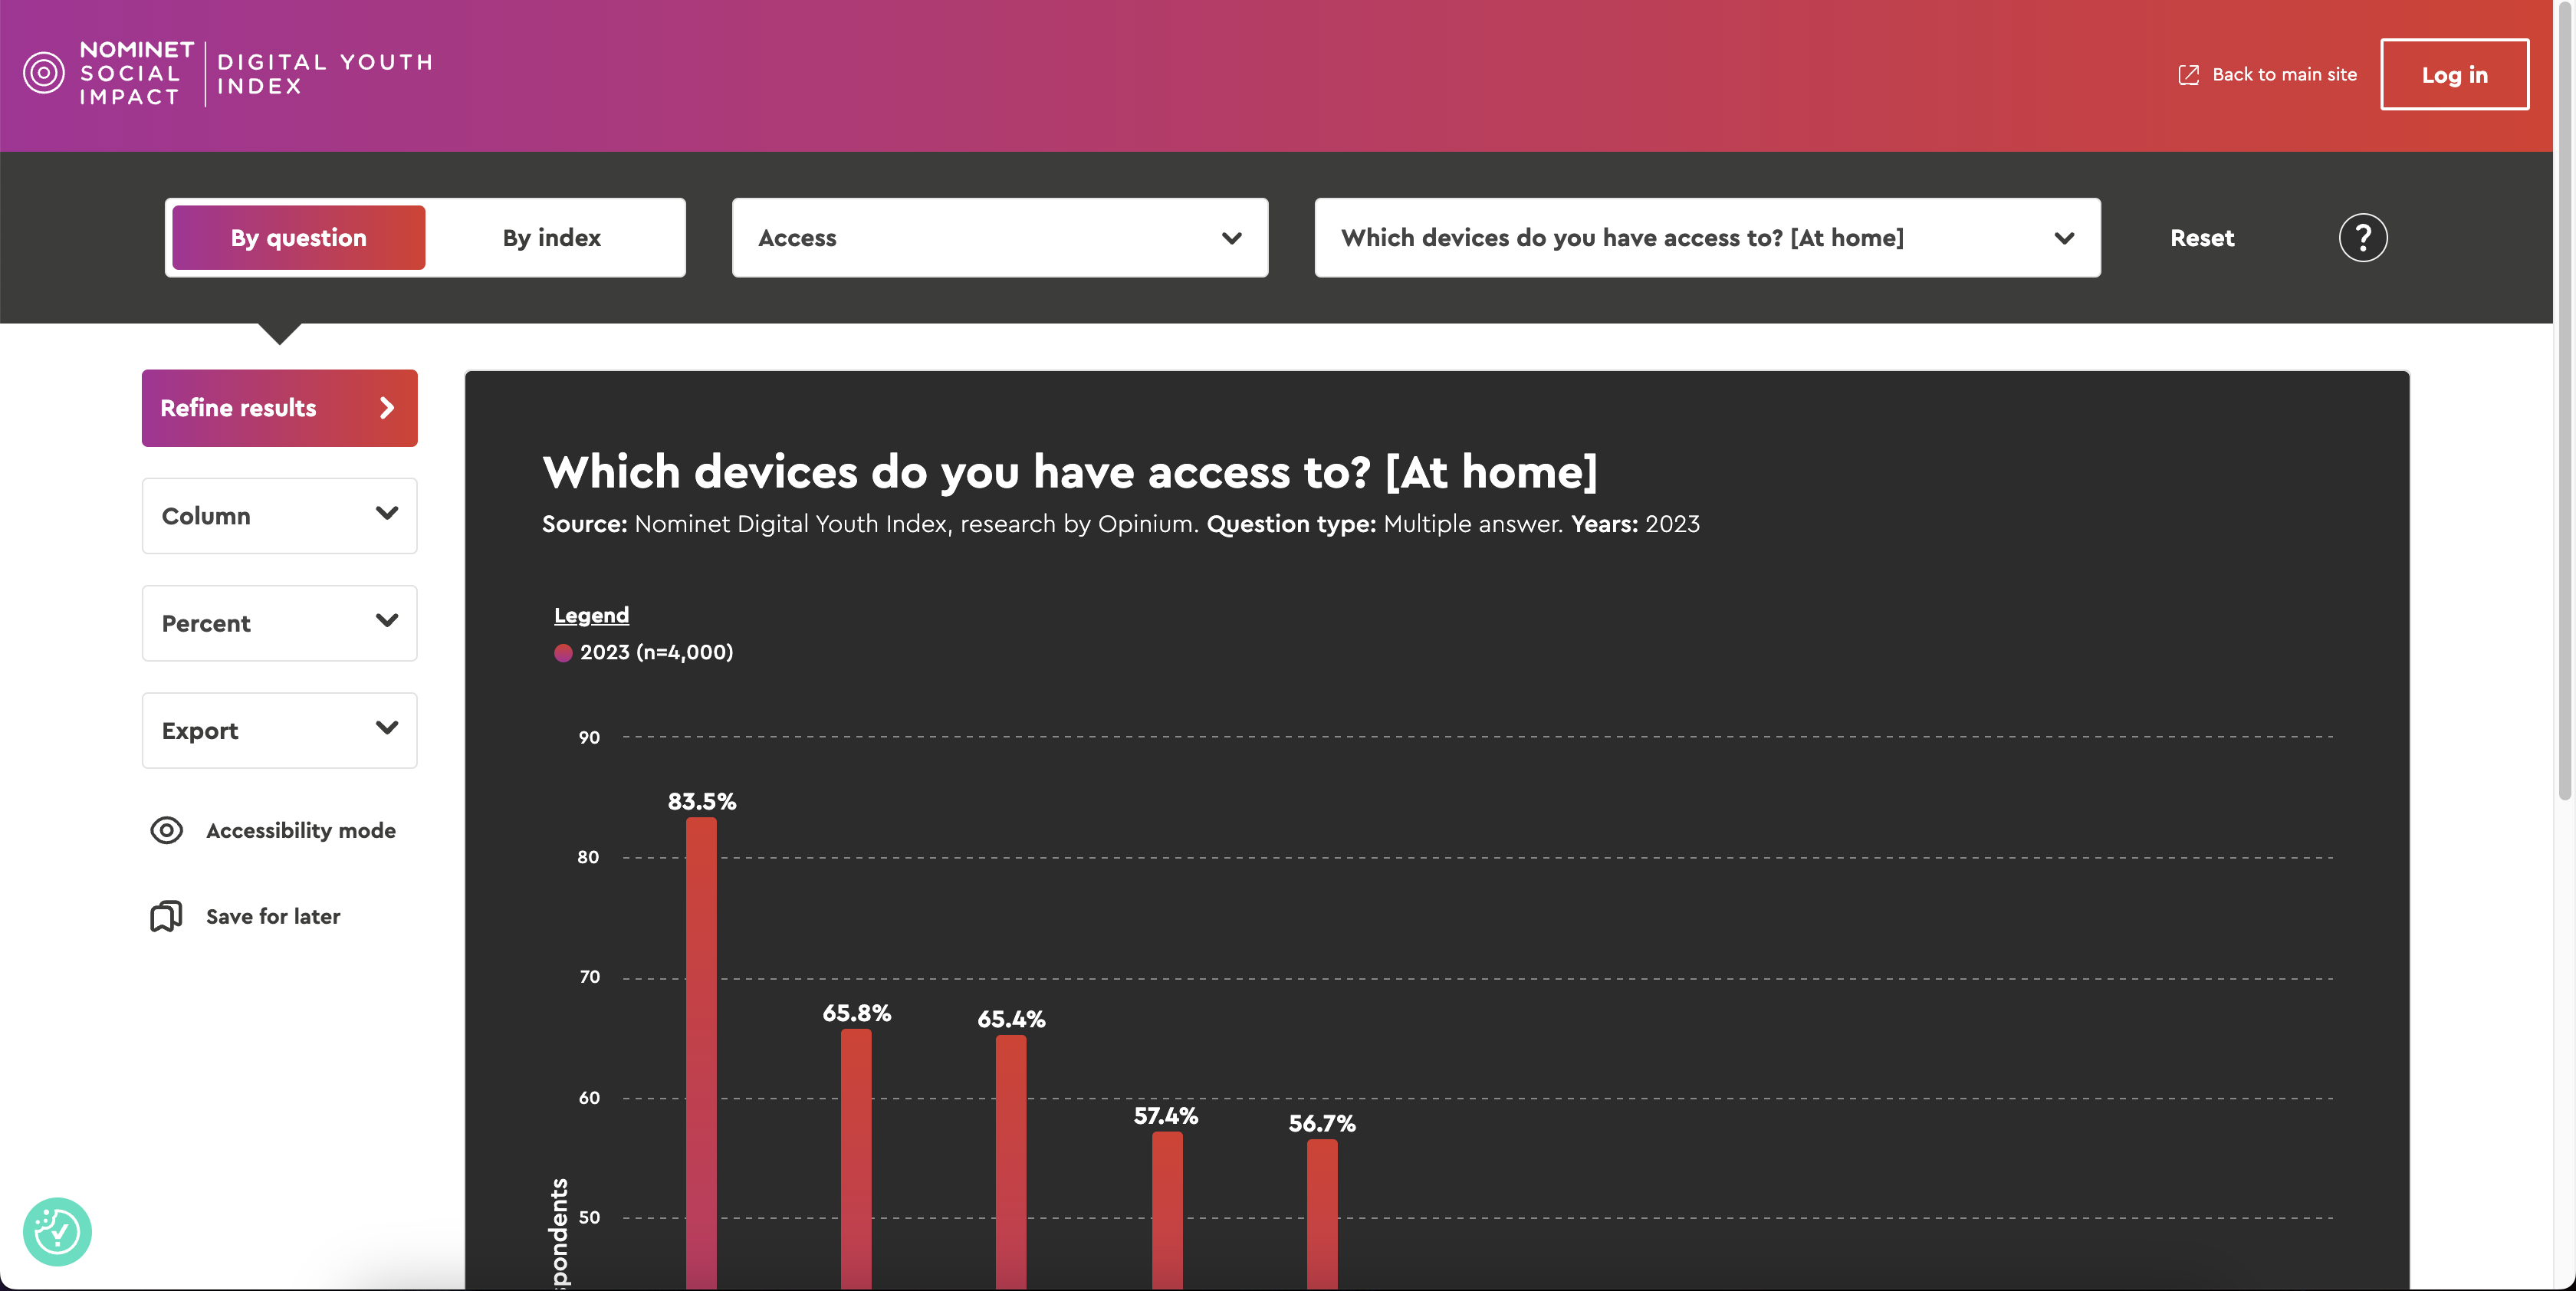 NOMINET
SOCIAL
IMPACT
DIGITAL YOUTH
INDEX
Back to main site
Log in
By question
By index
Access
Which devices do you have access to? [At home]
Reset
?
Refine results
Column
Percent
Export
Accessibility mode
Save for later
Which devices do you have access to? [At home]
Source: Nominet Digital Youth Index, research by Opinium. Question type: Multiple answer. Years: 2023
Legend
2023 (n=4,000)
90
83.5%
80
70
65.8%
65.4%
60
57.4%
56.7%
50